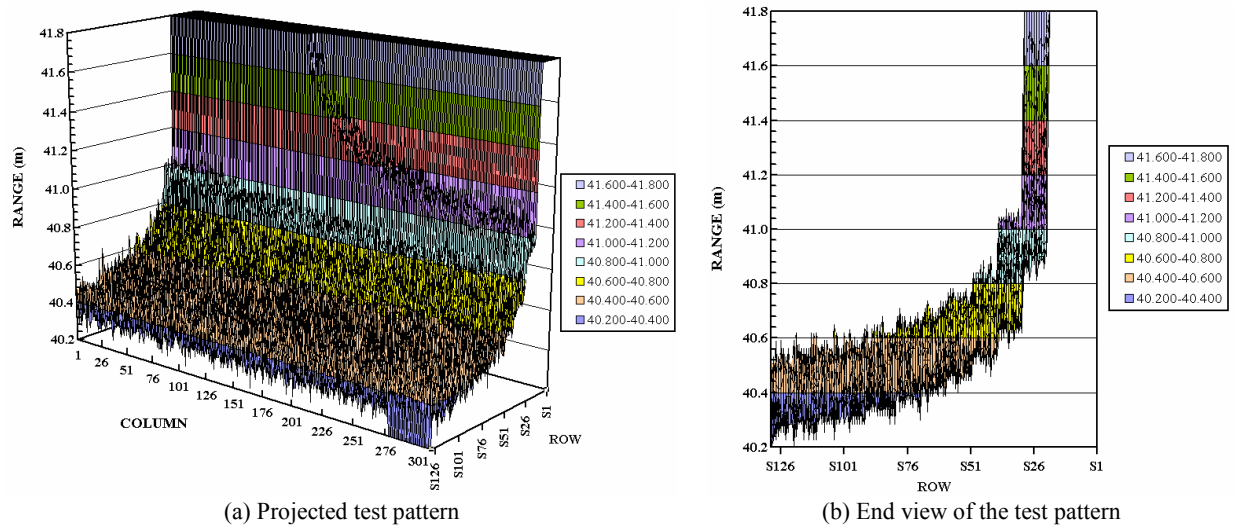 41.8
41.6
41.4
41.2
41.0
40.8
40.6
40.4
40.2
RANGE (m)
1
26
51
76
101
126
151
176
201
226
251
276
301
COLUMN
S126
S101
S76
S51
S26
S1
ROW
41.600-41.800
41.400-41.600
41.200-41.400
41.000-41.200
40.800-41.000
40.600-40.800
40.400-40.600
40.200-40.400
(a) Projected test pattern
41.8
41.6
41.4
41.2
41.0
40.8
40.6
40.4
40.2
RANGE (m)
S126
S101
S76
S51
S26
S1
ROW
41.600-41.800
41.400-41.600
41.200-41.400
41.000-41.200
40.800-41.000
40.600-40.800
40.400-40.600
40.200-40.400
(b) End view of the test pattern